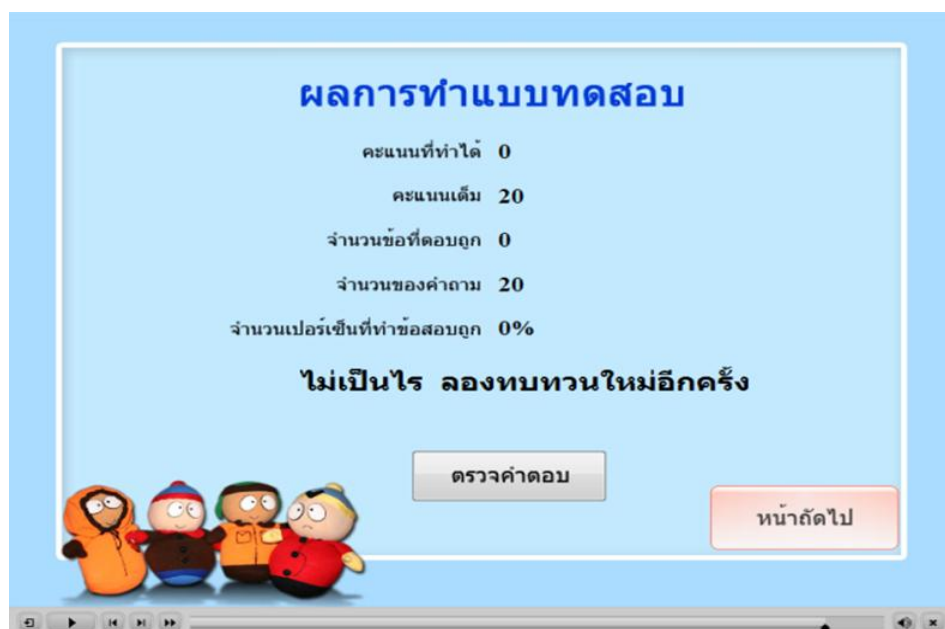 ผลการทำแบบทดสอบ
คะแนนที่ทำได้ 0
คะแนนเต็ม 20
จำนวนข้อที่ตอบถูก 0
จำนวนของคำถาม 20
จำนวนเปอร์เซ็นที่ทำข้อสอบถูก 0%
ไม่เป็นไร ลองทบทวนใหม่อีกครั้ง
ตรวจคำตอบ
หน้าถัดไป